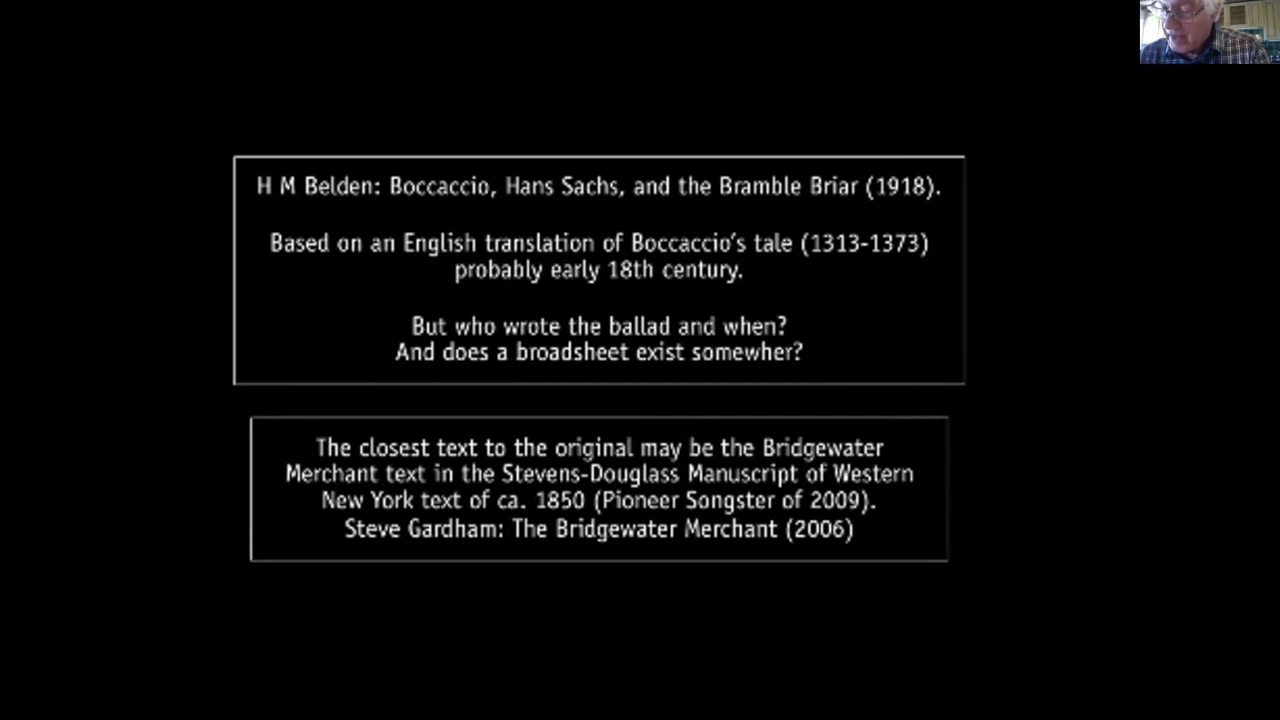 H M Belden: Boccaccio, Hans Sachs, and the Bramble Briar (1918).
Based on an English translation of Boccaccio's tale (1313-1373)
probably early 18th century.
But who wrote the ballad and when?
And does a broadsheet exist somewher?
The closest text to the original may be the Bridgewater
Merchant text in the Stevens-Douglass Manuscript of Western
New York text of ca. 1850 (Pioneer Songster of 2009).
Steve Gardham: The Bridgewater Merchant (2006)